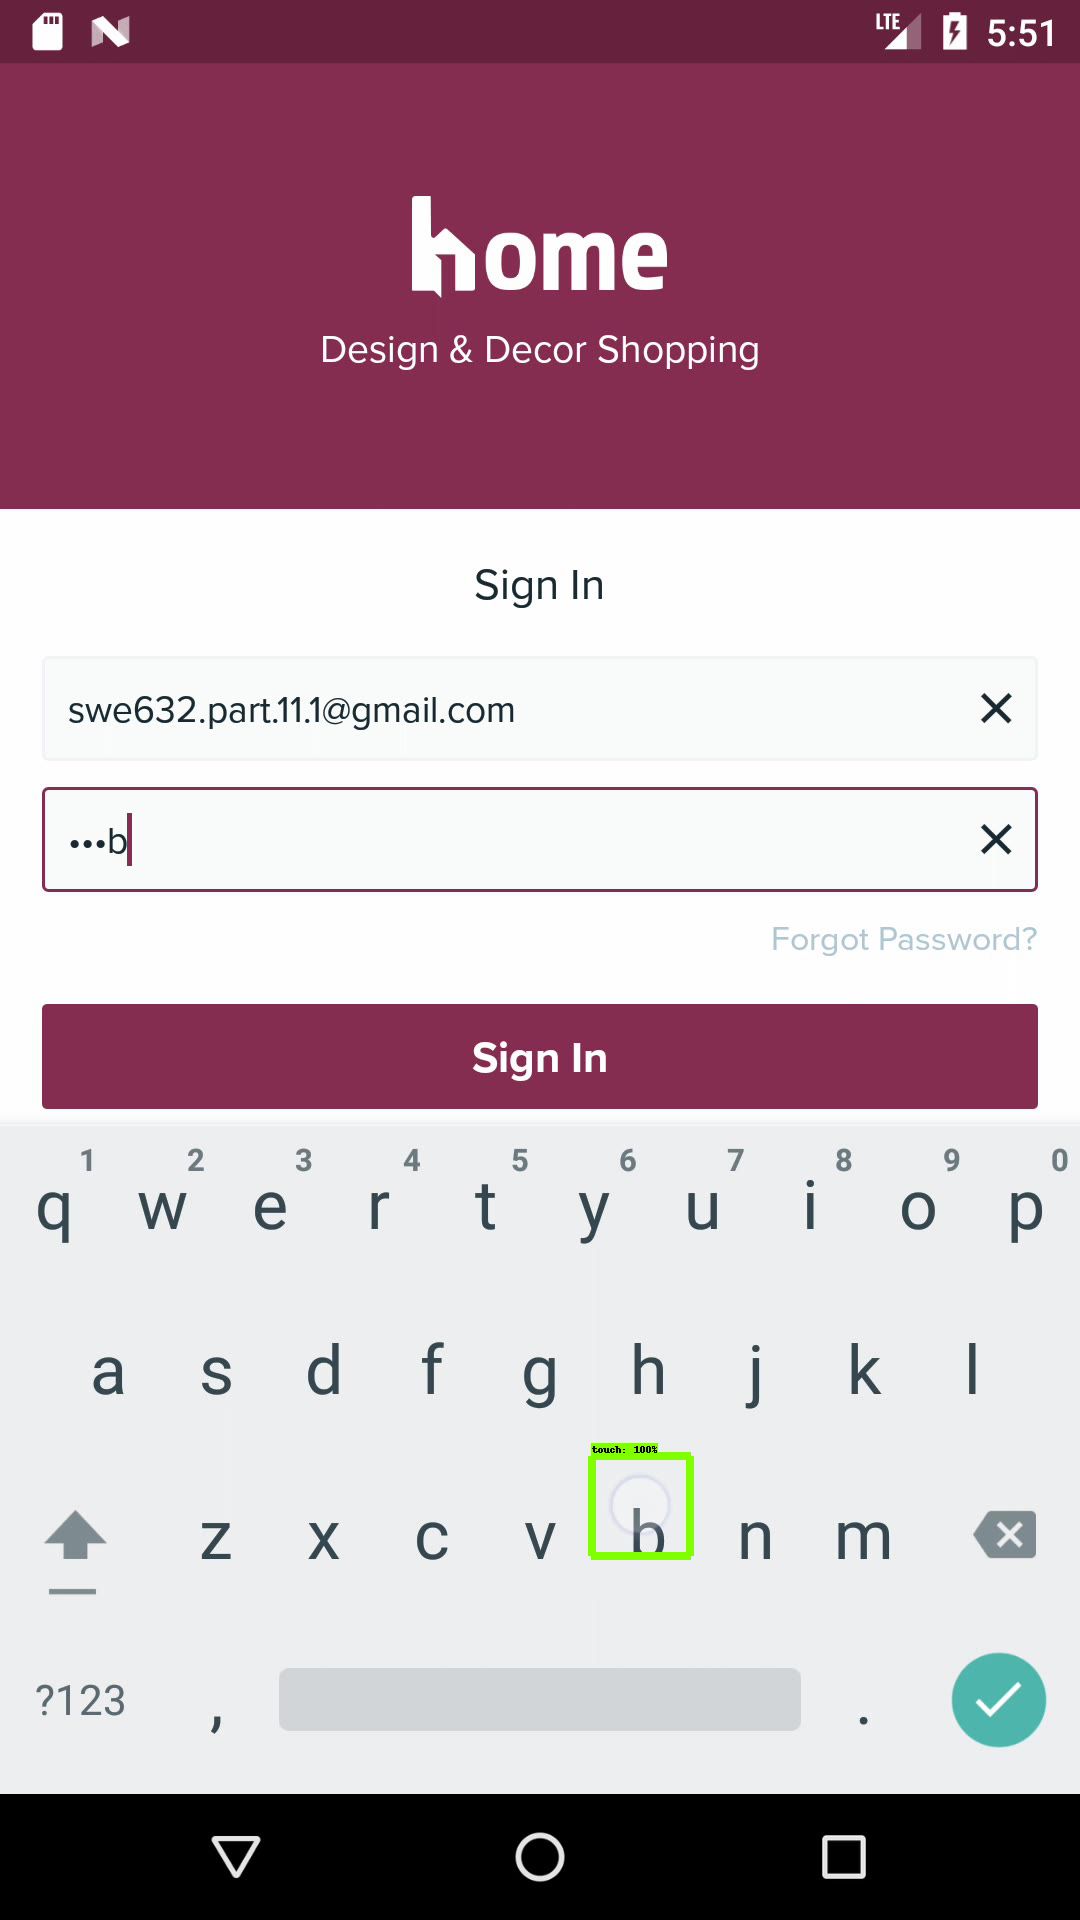 LTE 5:51
home
Design & Decor Shopping
Sign In
swe632.part.11.1@gmail.com
•••b
Forgot Password?
Sign In
1 2 3 4 5 6 7 8 9 0
q w e r t y u i o p
a s d f g h j k l
touch: 100%
z x c v b n m
?123 , .